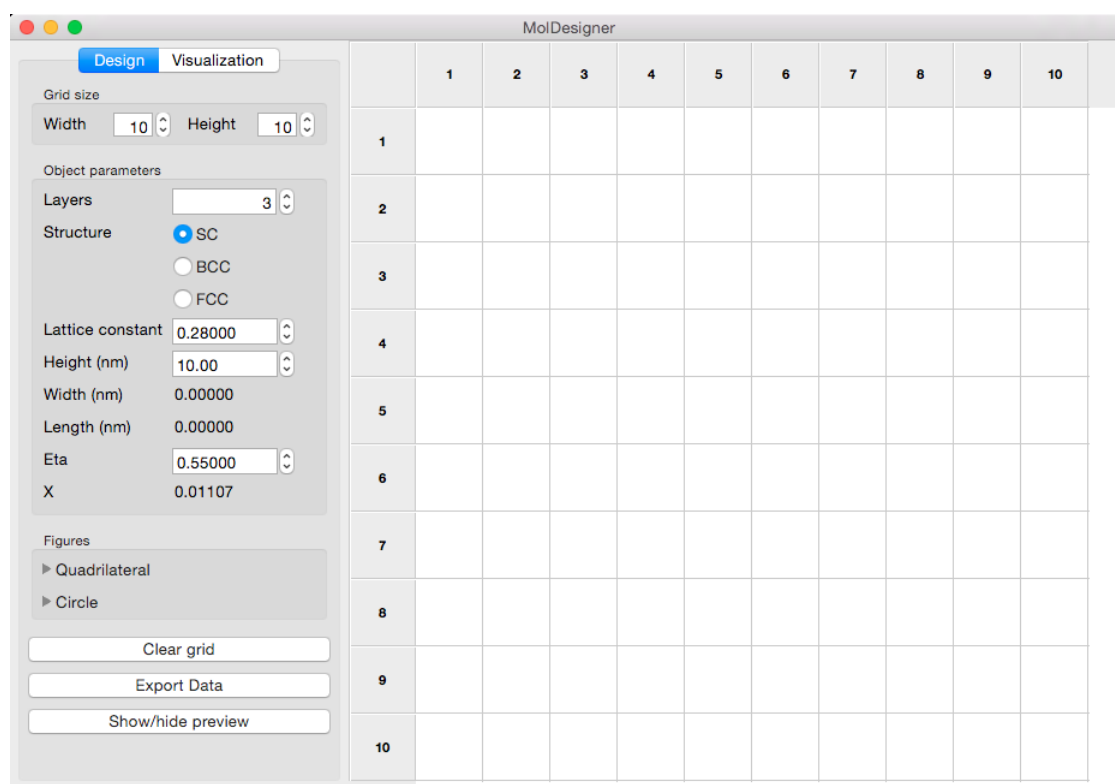 MolDesigner
Design Visualization
Grid size
Width 10 Height 10
Object parameters
Layers 3
Structure SC
BCC
FCC
Lattice constant 0.28000
Height (nm) 10.00
Width (nm) 0.00000
Length (nm) 0.00000
Eta 0.55000
X 0.01107
Figures
Quadrilateral
Circle
Clear grid
Export Data
Show/hide preview
1 2 3 4 5 6 7 8 9 10
1
2
3
4
5
6
7
8
9
10